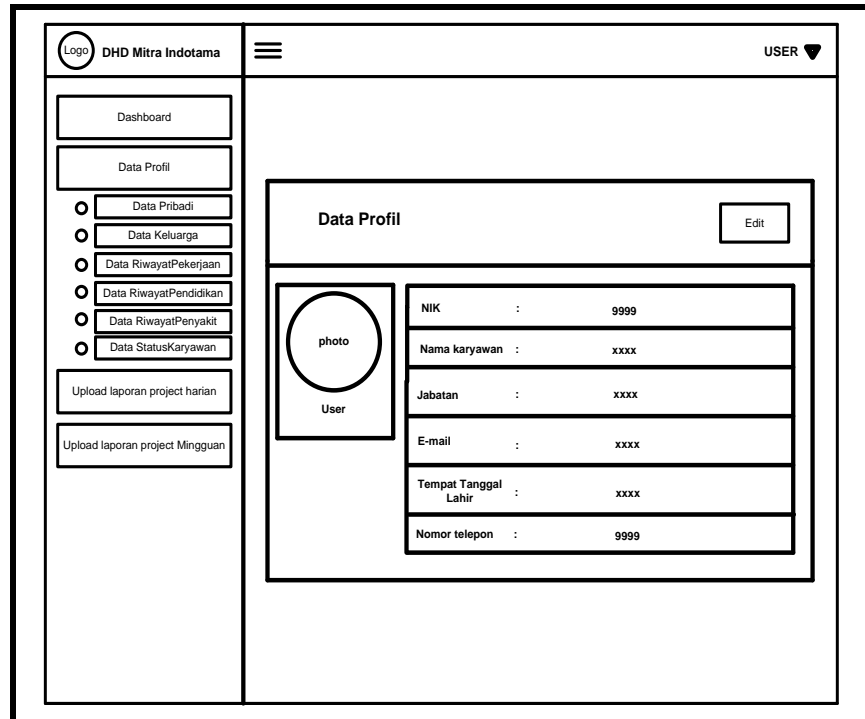 Logo
DHD Mitra Indotama
USER
Dashboard
Data Profil
Data Pribadi
Data Keluarga
Data RiwayatPekerjaan
Data RiwayatPendidikan
Data RiwayatPenyakit
Data StatusKaryawan
Upload laporan project harian
Upload laporan project Mingguan
Data Profil
Edit
photo
User
NIK : 9999
Nama karyawan : xxxx
Jabatan : xxxx
E-mail : xxxx
Tempat Tanggal
Lahir : xxxx
Nomor telepon : 9999